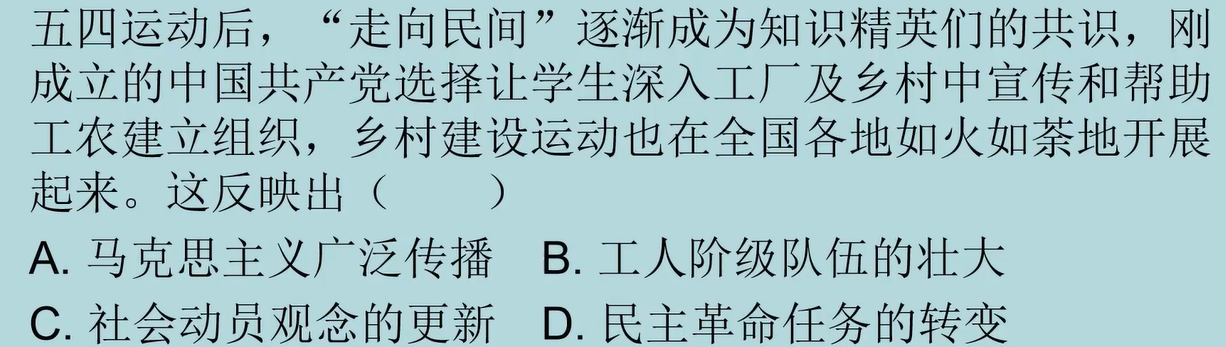 五四运动后，“走向民间”逐渐成为知识精英们的共识，刚
成立的中国共产党选择让学生深入工厂及乡村中宣传和帮助
工农建立组织，乡村建设运动也在全国各地如火如荼地开展
起来。这反映出（　　）
A. 马克思主义广泛传播　B. 工人阶级队伍的壮大
C. 社会动员观念的更新　D. 民主革命任务的转变